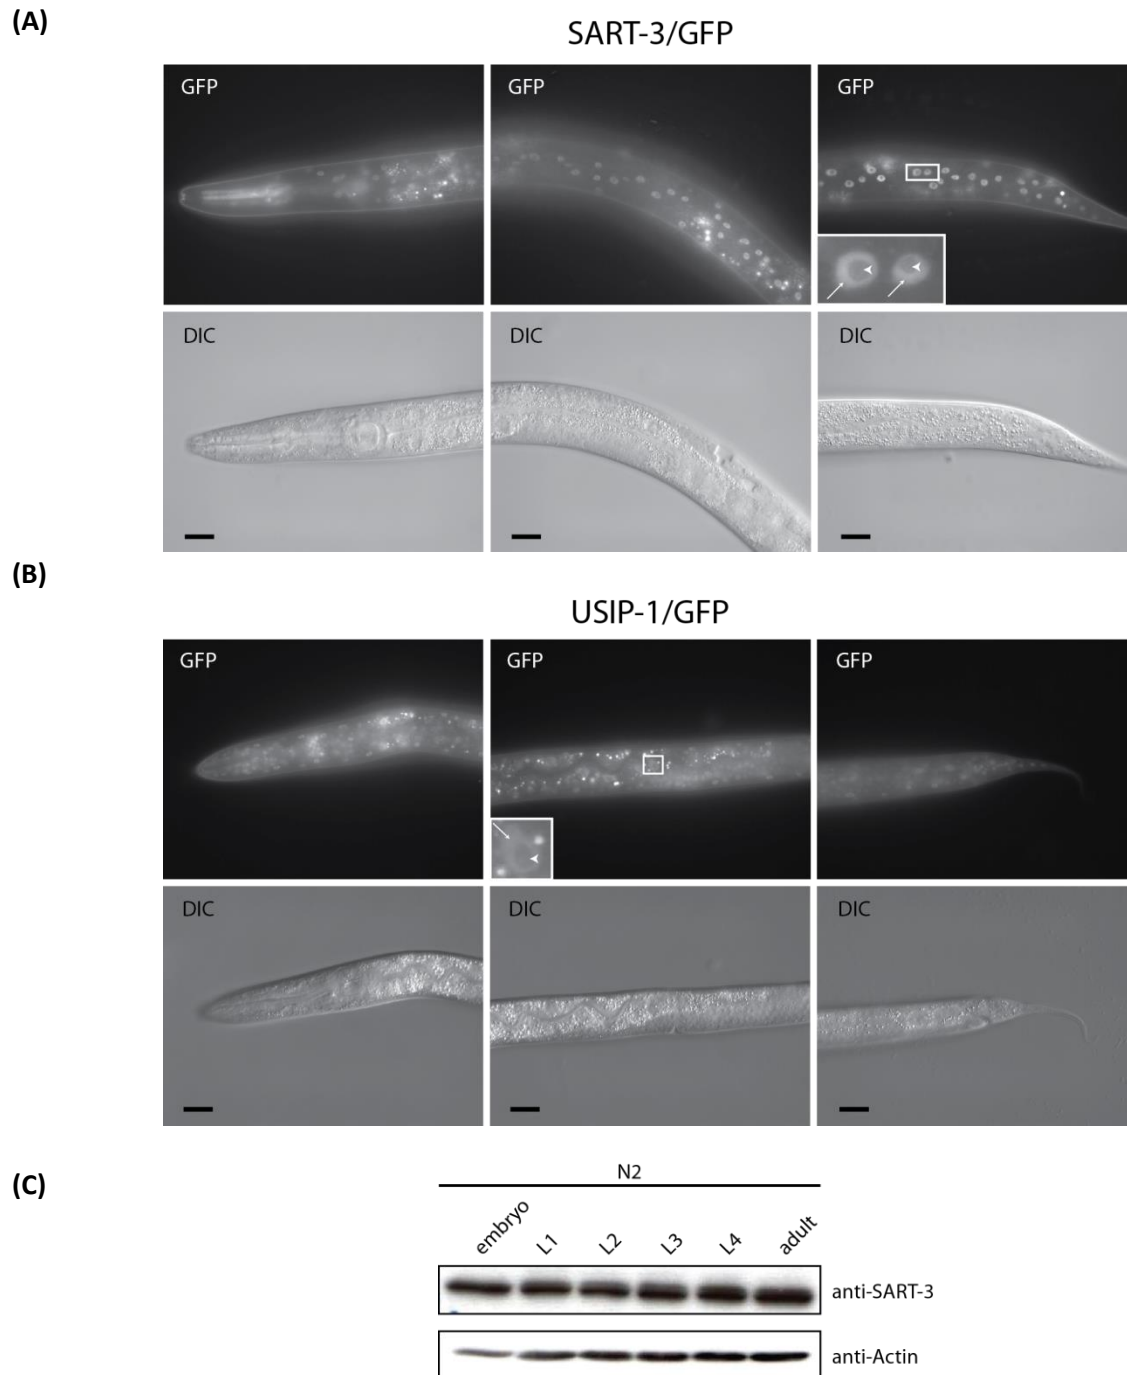 (A)
SART-3/GFP
GFP GFP GFP
DIC DIC DIC
(B)
USIP-1/GFP
GFP GFP GFP
DIC DIC DIC
(C)
N2
embryo L1 L2 L3 L4 adult
anti-SART-3
anti-Actin